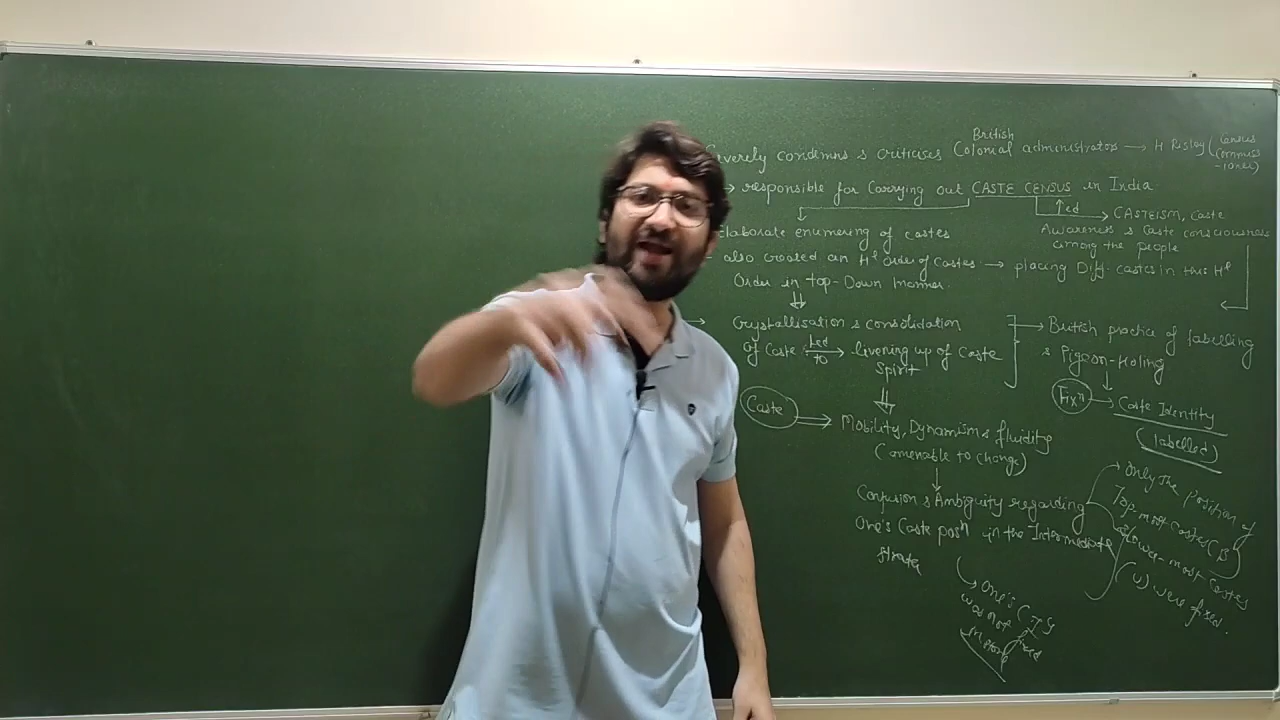 British
Severely condemns & criticises Colonial administrators → H Risley (Census
Commiss
-ioner)
→ responsible for Carrying out CASTE CENSUS in India
↑ed → CASTEISM, Caste
Elaborate enumering of castes
Awareness & Caste consciousness
among the people
- also created an Hl order of Castes → placing Diff. castes in this Hl
Order in top-Down manner.
→ Crystallisation & consolidation
of Caste led to → livening up of Caste
Spirit
→ British practice of labelling
& Pigeon-Holing
Fixn → Caste Identity
(labelled)
Caste ⇒ Mobility, Dynamism & fluidity
(amenable to change)
Confusion & Ambiguity regarding
One's Caste posn in the Intermediate
Strata
→ Only the position of
Top most castes (B)
& lower-most castes
(U) were fixed.
→ One's
was not fixed